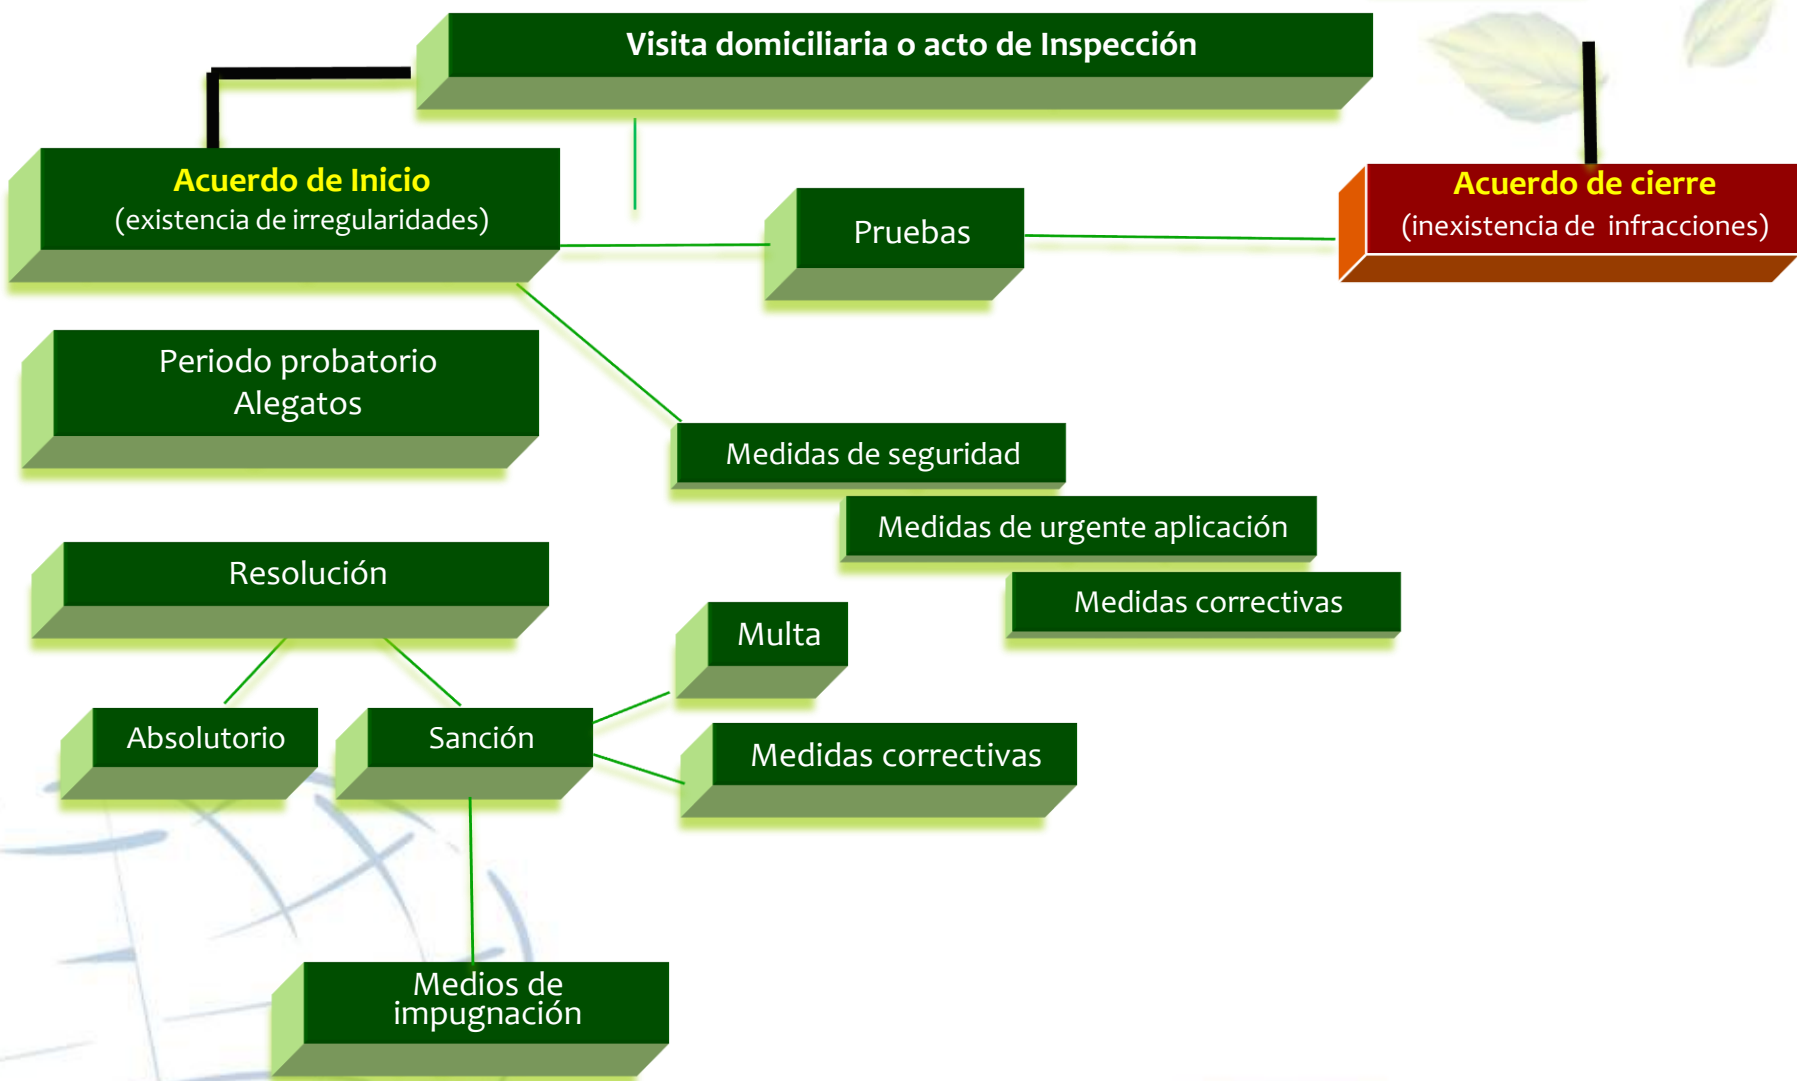 Visita domiciliaria o acto de Inspección
Acuerdo de Inicio
(existencia de irregularidades)
Pruebas
Acuerdo de cierre
(inexistencia de infracciones)
Periodo probatorio
Alegatos
Medidas de seguridad
Medidas de urgente aplicación
Medidas correctivas
Resolución
Multa
Absolutorio
Sanción
Medidas correctivas
Medios de
impugnación